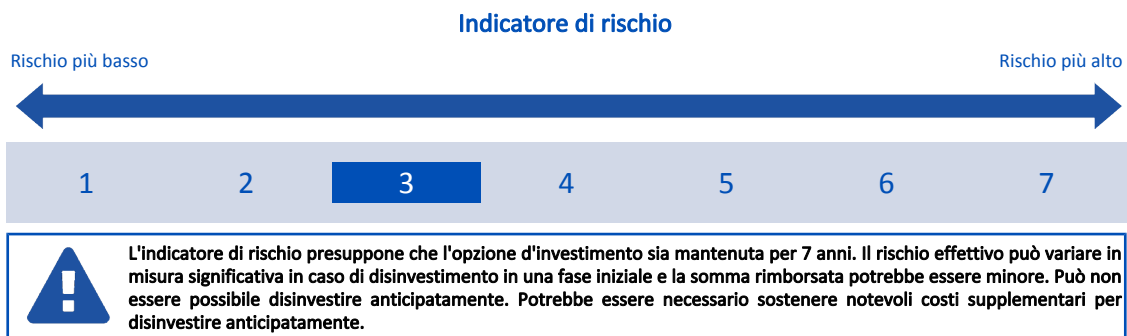 Indicatore di rischio
Rischio più basso Rischio più alto
1 2 3 4 5 6 7
L'indicatore di rischio presuppone che l'opzione d'investimento sia mantenuta per 7 anni. Il rischio effettivo può variare in
misura significativa in caso di disinvestimento in una fase iniziale e la somma rimborsata potrebbe essere minore. Può non
essere possibile disinvestire anticipatamente. Potrebbe essere necessario sostenere notevoli costi supplementari per
disinvestire anticipatamente.